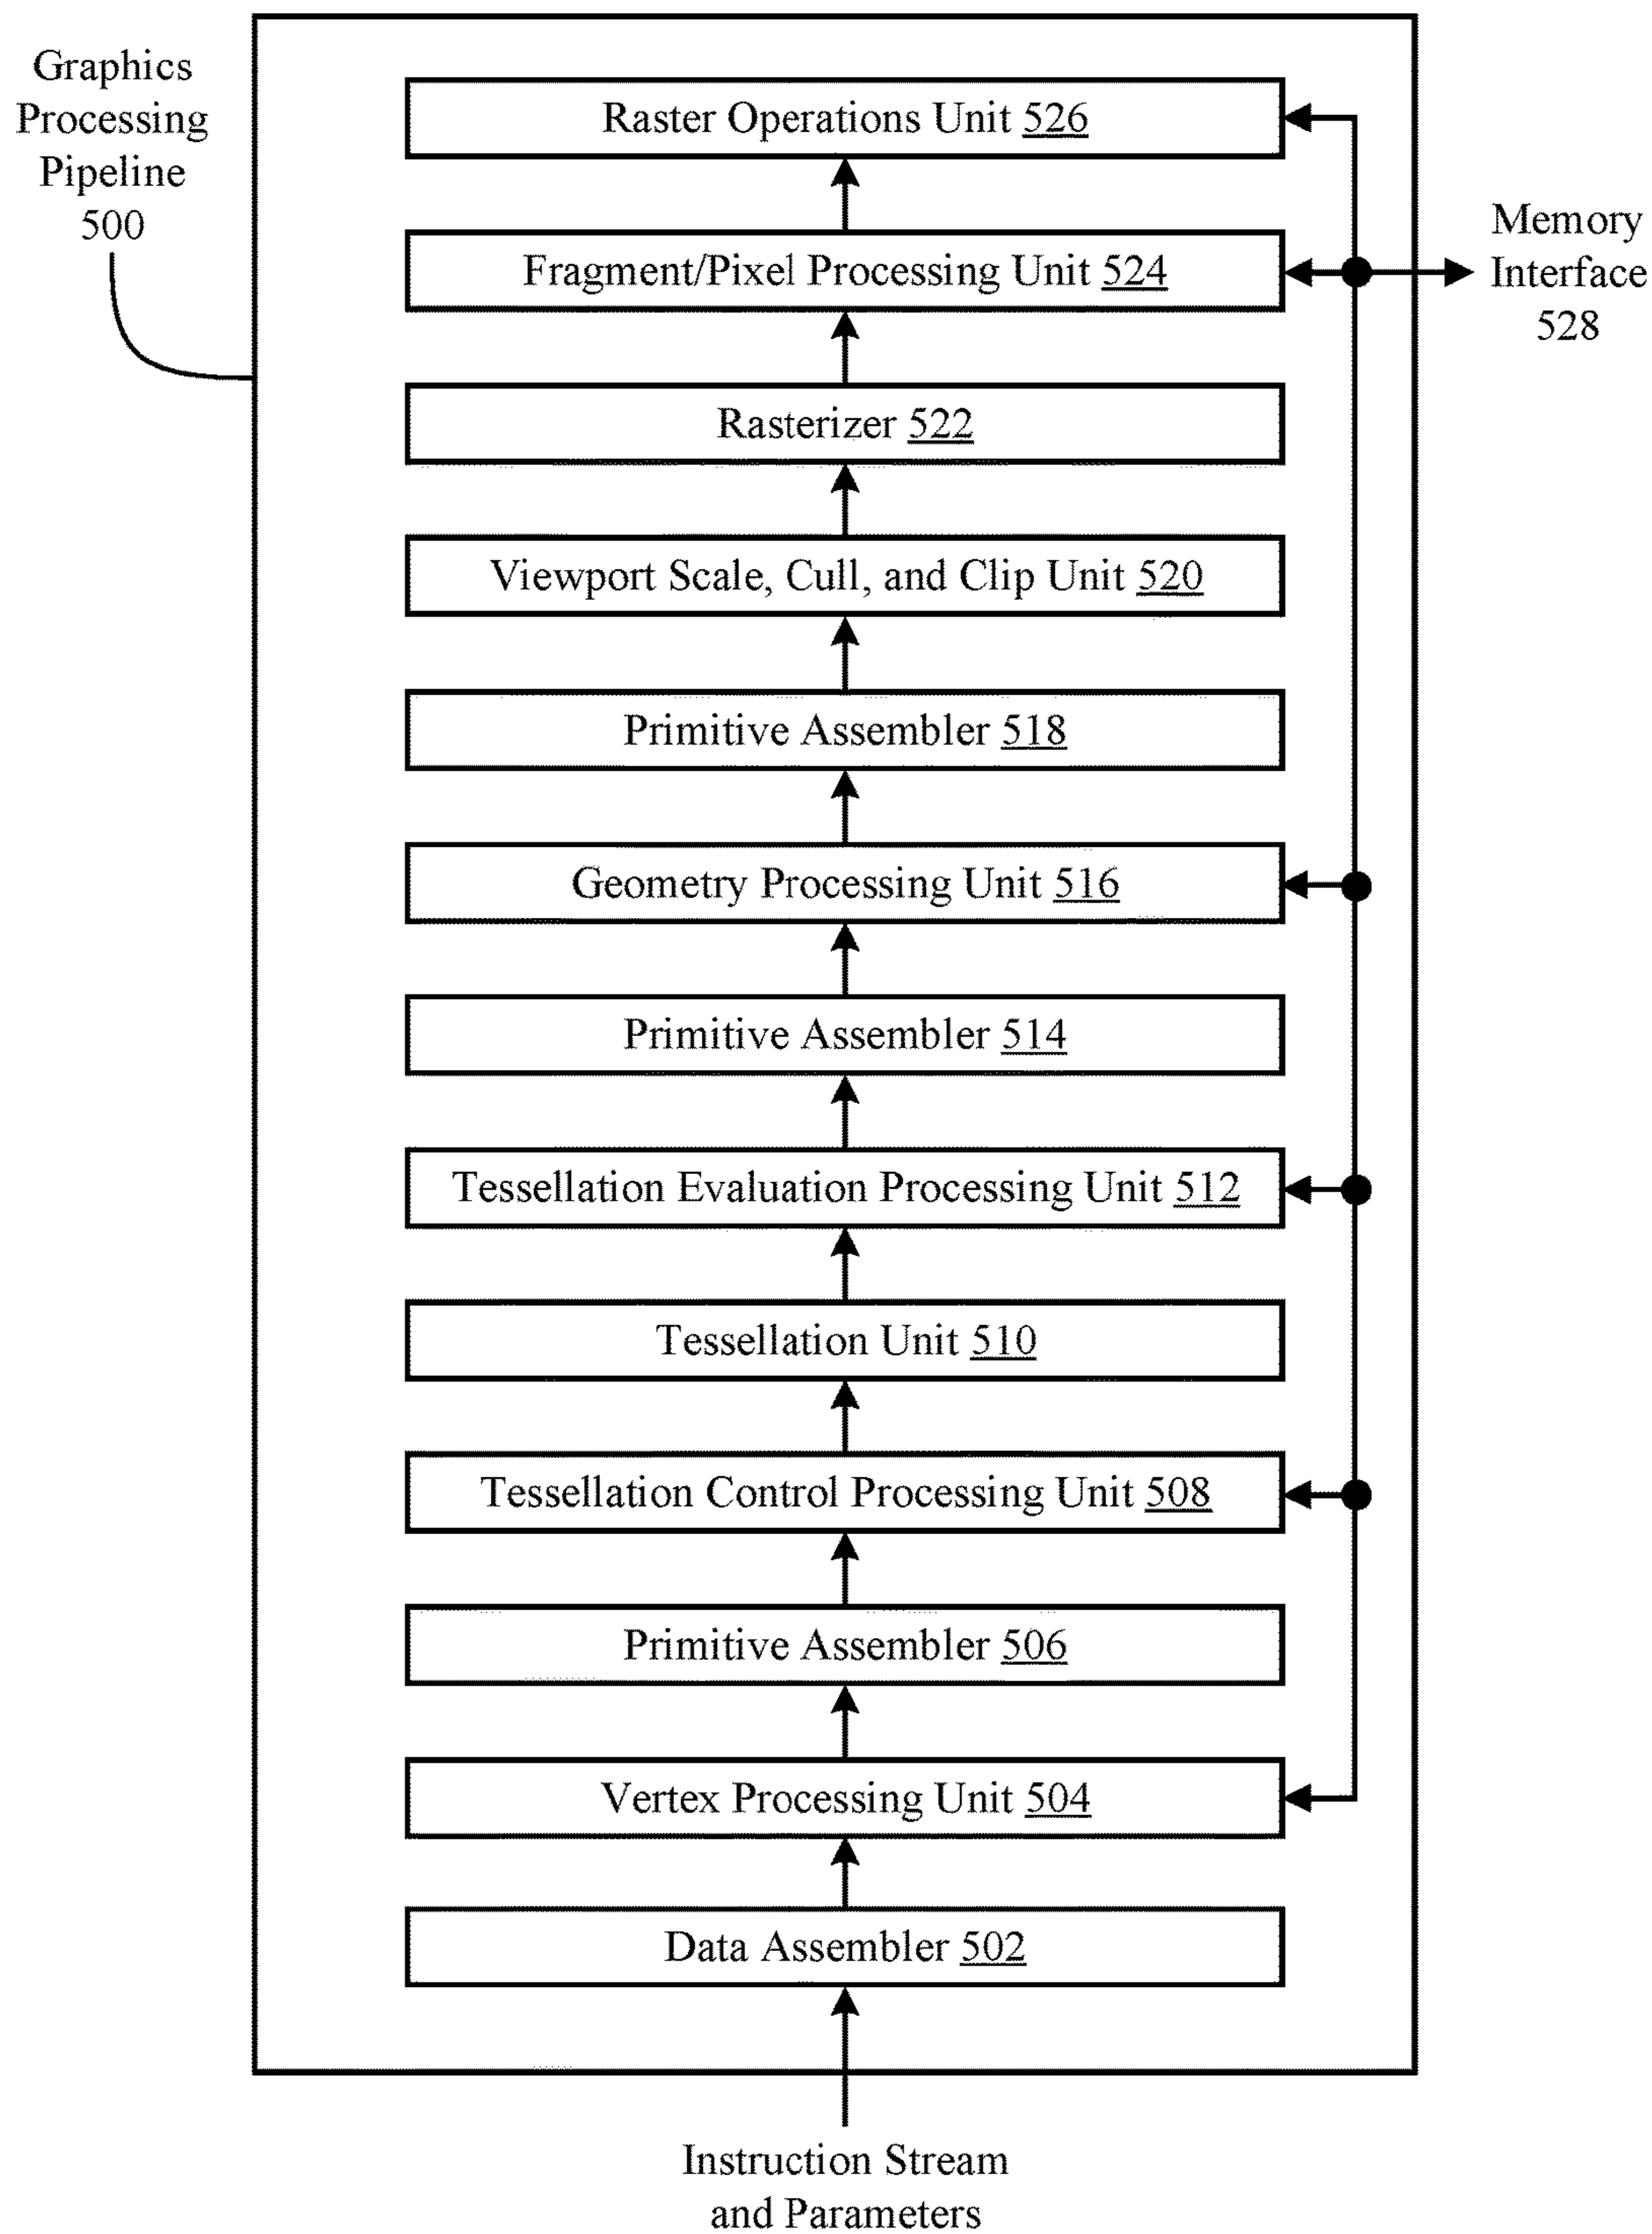 Graphics
Processing
Pipeline
500
Raster Operations Unit 526
Fragment/Pixel Processing Unit 524
Memory
Interface
528
Rasterizer 522
Viewport Scale, Cull, and Clip Unit 520
Primitive Assembler 518
Geometry Processing Unit 516
Primitive Assembler 514
Tessellation Evaluation Processing Unit 512
Tessellation Unit 510
Tessellation Control Processing Unit 508
Primitive Assembler 506
Vertex Processing Unit 504
Data Assembler 502
Instruction Stream
and Parameters